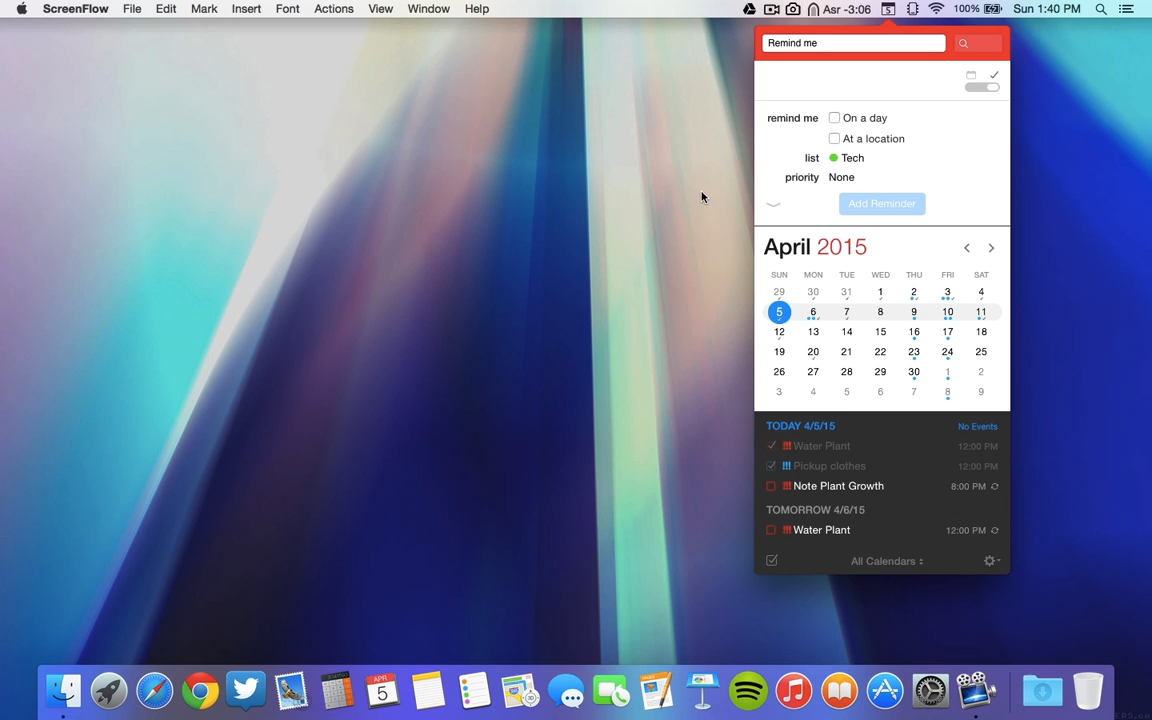 ScreenFlow File Edit Mark Insert Font Actions View Window Help Asr -3:06 5 100% Sun 1:40 PM
Remind me
remind me On a day
At a location
list Tech
priority None
Add Reminder
April 2015
SUN MON TUE WED THU FRI SAT
29 30 31 1 2 3 4
5 6 7 8 9 10 11
12 13 14 15 16 17 18
19 20 21 22 23 24 25
26 27 28 29 30 1 2
3 4 5 6 7 8 9
TODAY 4/5/15 No Events
!!! Water Plant 12:00 PM
!!! Pickup clothes 12:00 PM
!!! Note Plant Growth 8:00 PM
TOMORROW 4/6/15
!!! Water Plant 12:00 PM
All Calendars
APR
5